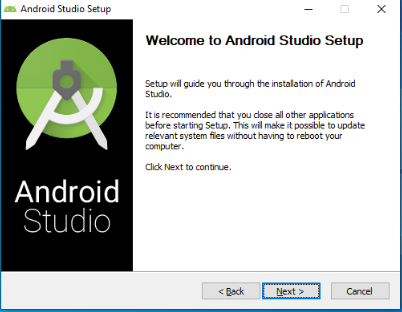 Android Studio Setup
Welcome to Android Studio Setup
Setup will guide you through the installation of Android
Studio.
It is recommended that you close all other applications
before starting Setup. This will make it possible to update
relevant system files without having to reboot your
computer.
Click Next to continue.
Android
Studio
< Back
Next >
Cancel